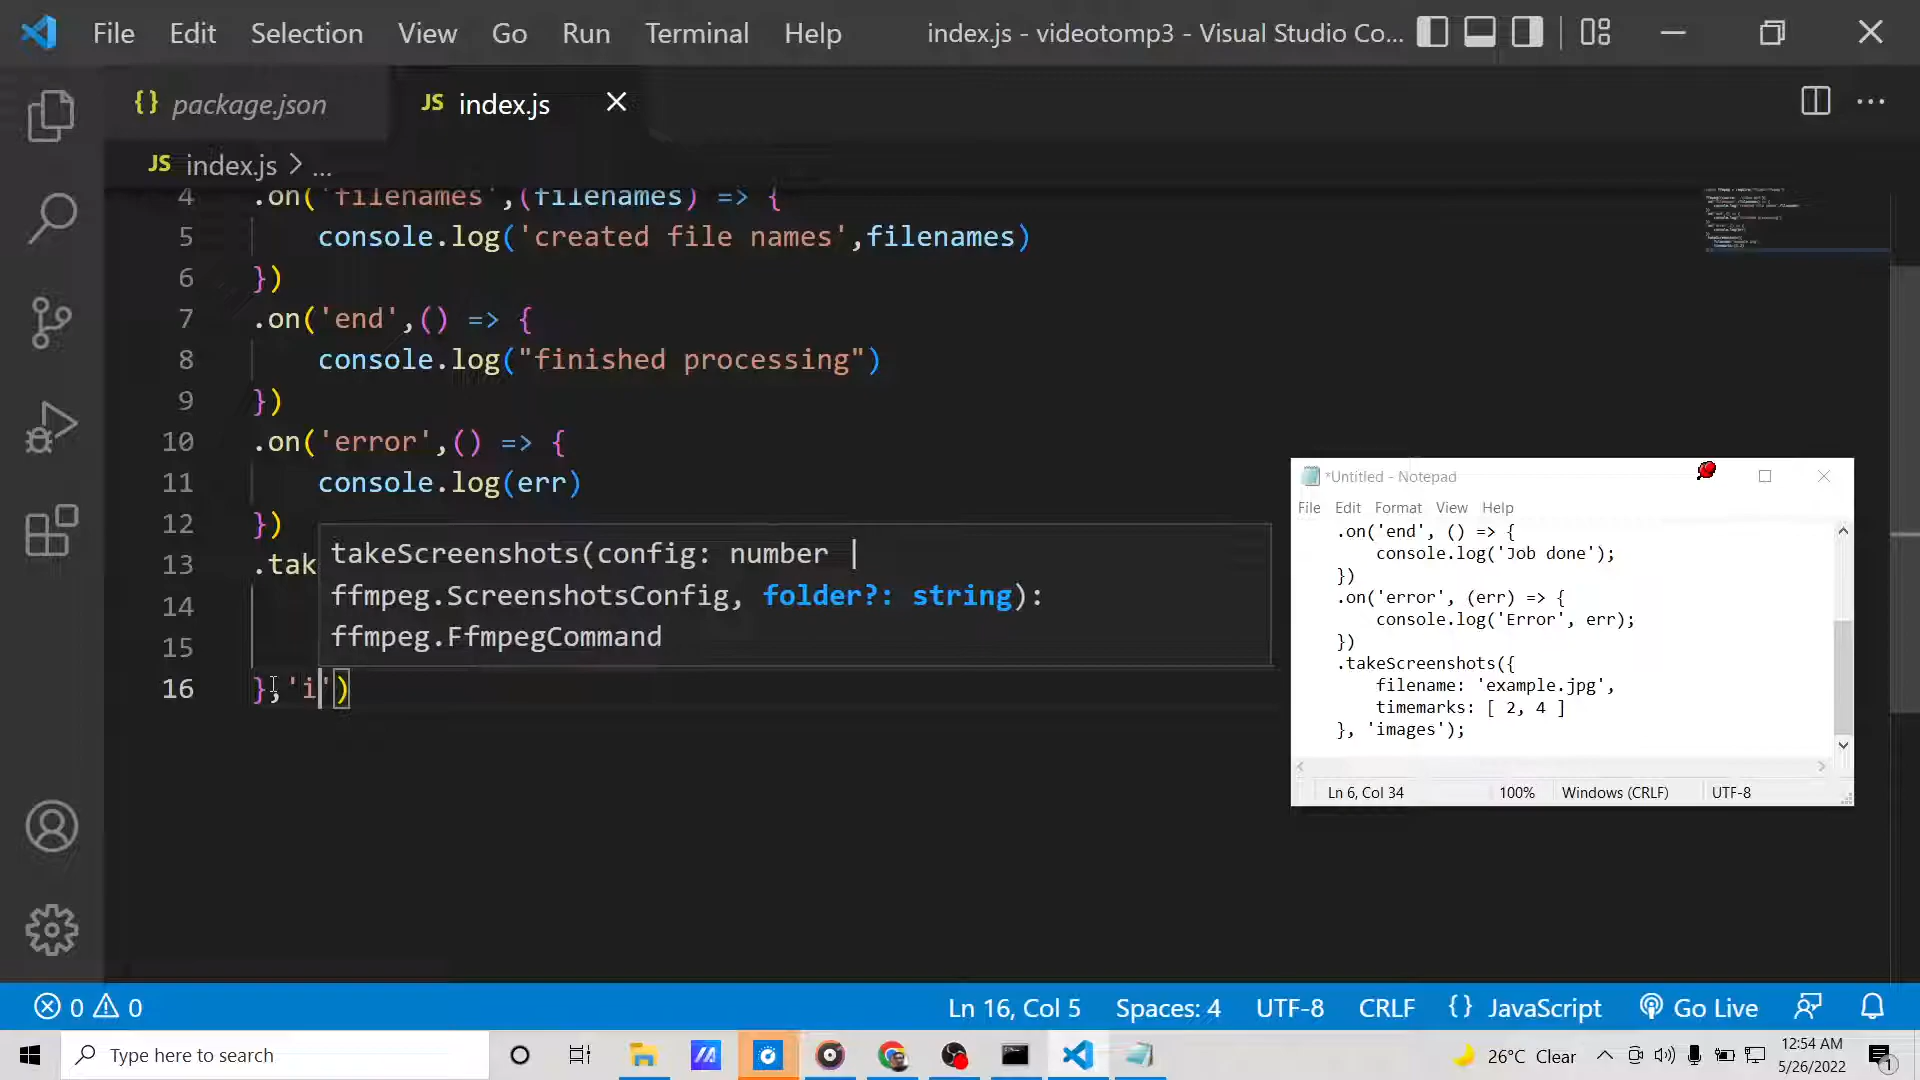 File Edit Selection View Go Run Terminal Help index.js - videotomp3 - Visual Studio Co...
{} package.json JS index.js
JS index.js > ...
4 .on('filenames',(filenames) => {
5 console.log('created file names',filenames)
6 })
7 .on('end',() => {
8 console.log("finished processing")
9 })
10 .on('error',() => {
11 console.log(err)
12 })
13 .tak
14
15
16 },'i')
takeScreenshots(config: number |
ffmpeg.ScreenshotsConfig, folder?: string):
ffmpeg.FfmpegCommand
*Untitled - Notepad
File Edit Format View Help
.on('end', () => {
console.log('Job done');
})
.on('error', (err) => {
console.log('Error', err);
})
.takeScreenshots({
filename: 'example.jpg',
timemarks: [ 2, 4 ]
}, 'images');
Ln 6, Col 34 100% Windows (CRLF) UTF-8
0 0 Ln 16, Col 5 Spaces: 4 UTF-8 CRLF {} JavaScript Go Live
Type here to search 26°C Clear 12:54 AM
5/26/2022
1